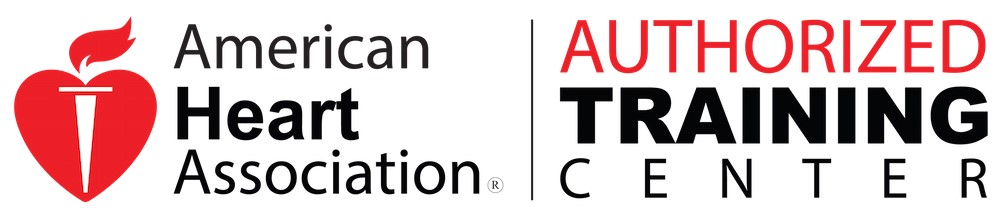 American
Heart
Association®
AUTHORIZED
TRAINING
CENTER